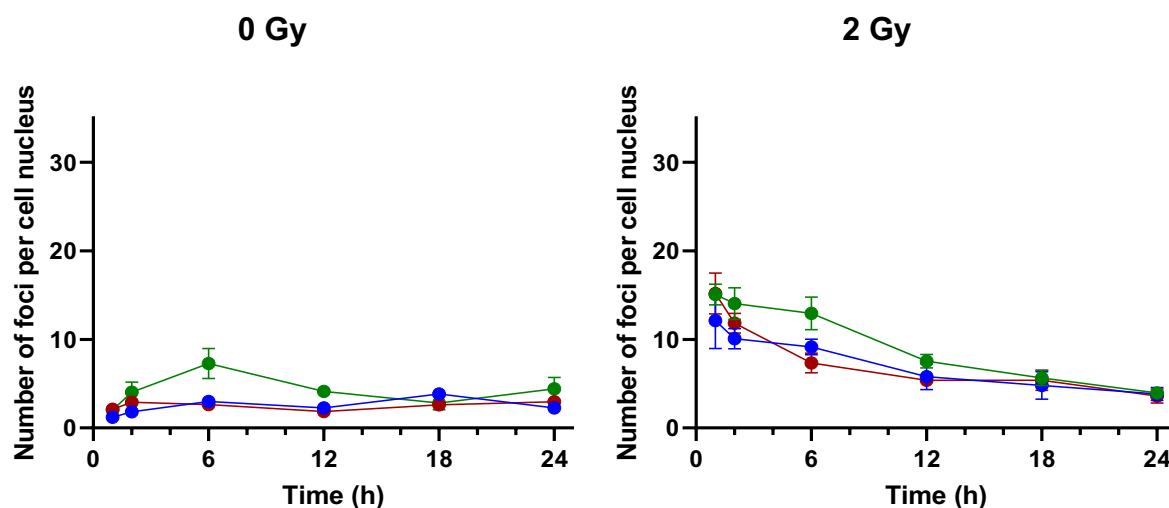 0 Gy
Number of foci per cell nucleus
30
20
10
0
0 6 12 18 24
Time (h)
2 Gy
Number of foci per cell nucleus
30
20
10
0
0 6 12 18 24
Time (h)